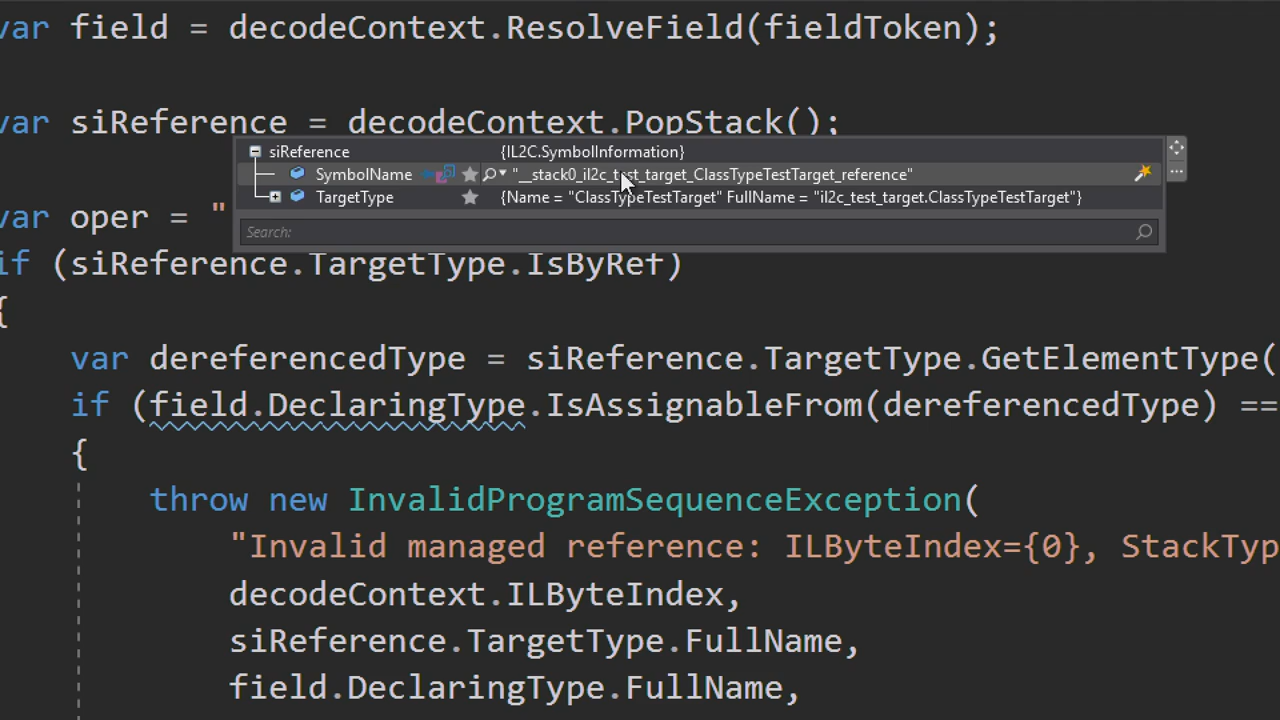 var field = decodeContext.ResolveField(fieldToken);
var siReference = decodeContext.PopStack();
siReference {IL2C.SymbolInformation}
SymbolName "__stack0_il2c_test_target_ClassTypeTestTarget_reference"
TargetType {Name = "ClassTypeTestTarget" FullName = "il2c_test_target.ClassTypeTestTarget"}
Search:
var oper = "
if (siReference.TargetType.IsByRef)
{
var dereferencedType = siReference.TargetType.GetElementType(
if (field.DeclaringType.IsAssignableFrom(dereferencedType) ==
{
throw new InvalidProgramSequenceException(
"Invalid managed reference: ILByteIndex={0}, StackTyp
decodeContext.ILByteIndex,
siReference.TargetType.FullName,
field.DeclaringType.FullName,